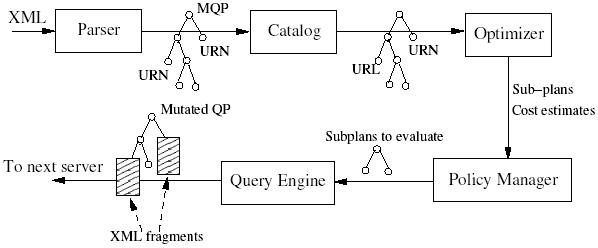 XML
Parser
MQP
URN
URN
Catalog
URL
URN
Optimizer
Sub-plans
Cost estimates
Mutated QP
Subplans to evaluate
To next server
Query Engine
Policy Manager
XML fragments